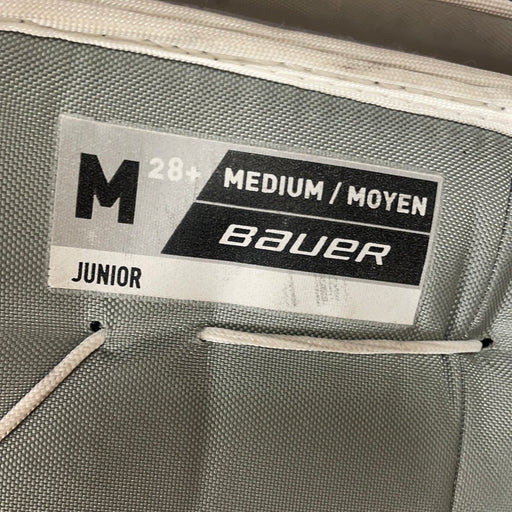 M 28+
MEDIUM / MOYEN
BAUER
JUNIOR